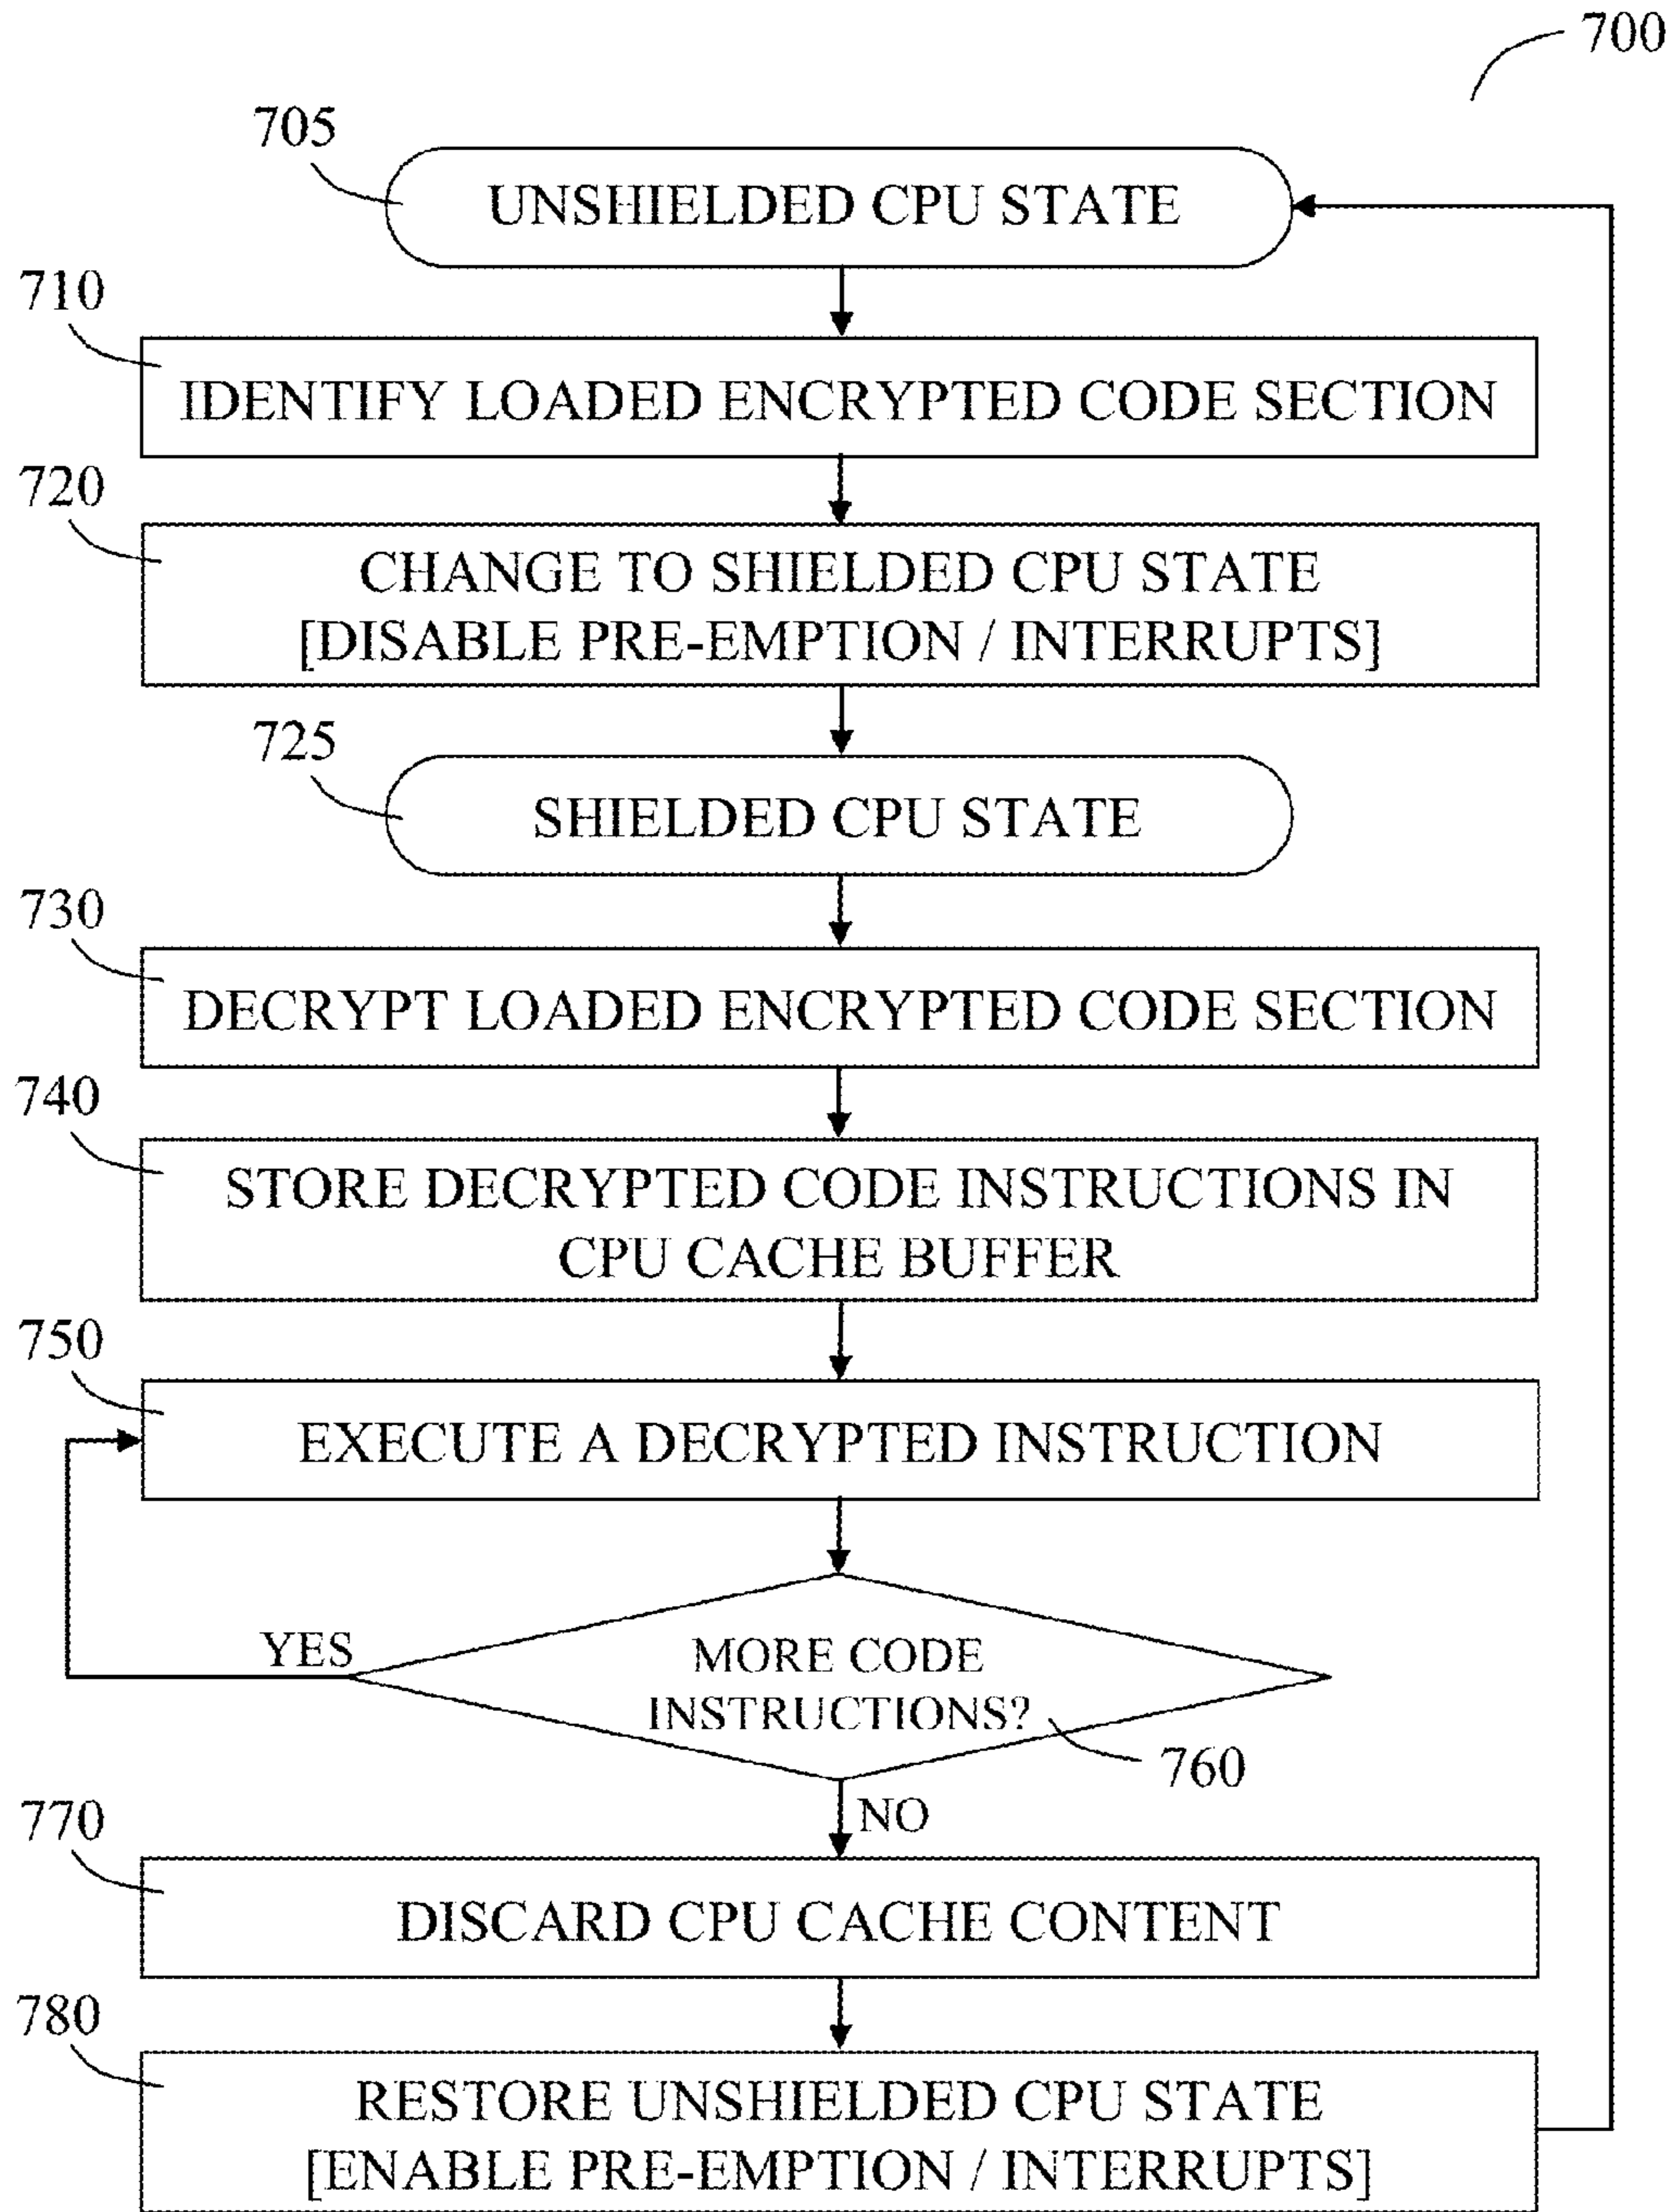 700
705
UNSHIELDED CPU STATE
710
IDENTIFY LOADED ENCRYPTED CODE SECTION
720
CHANGE TO SHIELDED CPU STATE
[DISABLE PRE-EMPTION / INTERRUPTS]
725
SHIELDED CPU STATE
730
DECRYPT LOADED ENCRYPTED CODE SECTION
740
STORE DECRYPTED CODE INSTRUCTIONS IN
CPU CACHE BUFFER
750
EXECUTE A DECRYPTED INSTRUCTION
YES
MORE CODE
INSTRUCTIONS?
760
NO
770
DISCARD CPU CACHE CONTENT
780
RESTORE UNSHIELDED CPU STATE
[ENABLE PRE-EMPTION / INTERRUPTS]